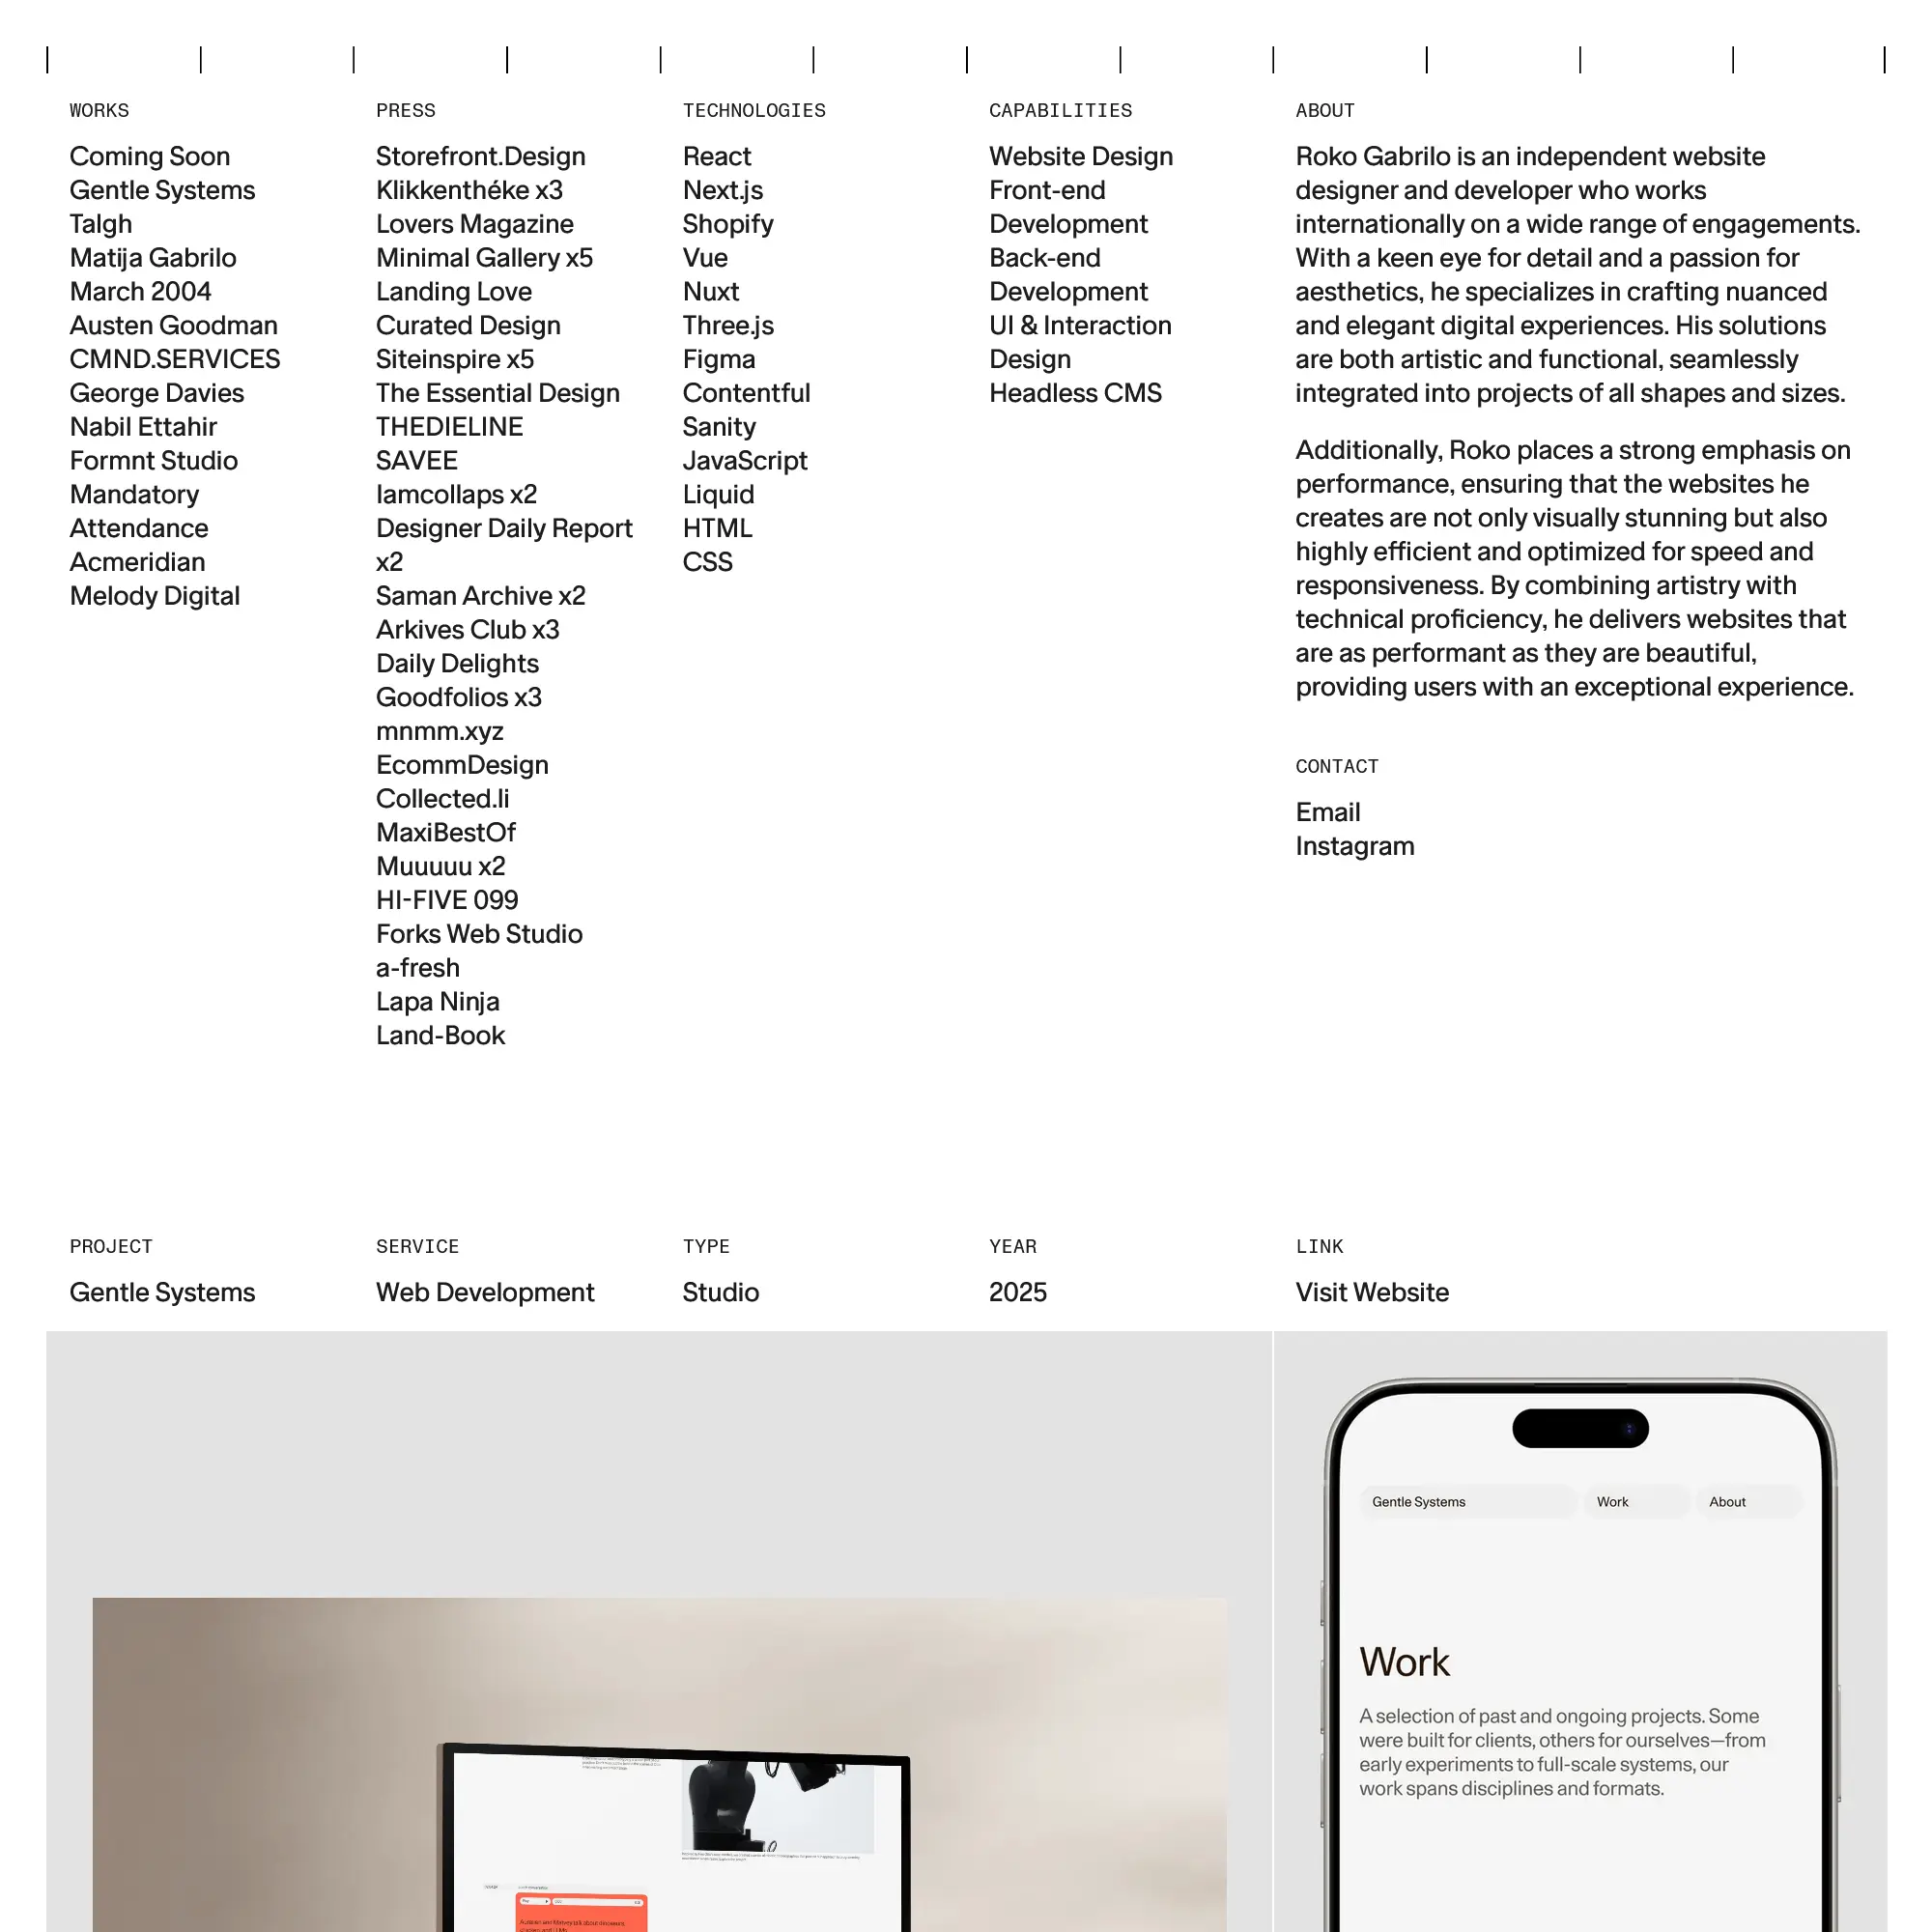 WORKS
Coming Soon
Gentle Systems
Talgh
Matija Gabrilo
March 2004
Austen Goodman
CMND.SERVICES
George Davies
Nabil Ettahir
Formnt Studio
Mandatory
Attendance
Acmeridian
Melody Digital
PRESS
Storefront.Design
Klikkenthéke x3
Lovers Magazine
Minimal Gallery x5
Landing Love
Curated Design
Siteinspire x5
The Essential Design
THEDIELINE
SAVEE
Iamcollaps x2
Designer Daily Report
x2
Saman Archive x2
Arkives Club x3
Daily Delights
Goodfolios x3
mnmm.xyz
EcommDesign
Collected.li
MaxiBestOf
Muuuuu x2
HI-FIVE 099
Forks Web Studio
a-fresh
Lapa Ninja
Land-Book
TECHNOLOGIES
React
Next.js
Shopify
Vue
Nuxt
Three.js
Figma
Contentful
Sanity
JavaScript
Liquid
HTML
CSS
CAPABILITIES
Website Design
Front-end
Development
Back-end
Development
UI & Interaction
Design
Headless CMS
ABOUT
Roko Gabrilo is an independent website
designer and developer who works
internationally on a wide range of engagements.
With a keen eye for detail and a passion for
aesthetics, he specializes in crafting nuanced
and elegant digital experiences. His solutions
are both artistic and functional, seamlessly
integrated into projects of all shapes and sizes.
Additionally, Roko places a strong emphasis on
performance, ensuring that the websites he
creates are not only visually stunning but also
highly efficient and optimized for speed and
responsiveness. By combining artistry with
technical proficiency, he delivers websites that
are as performant as they are beautiful,
providing users with an exceptional experience.
CONTACT
Email
Instagram
PROJECT
Gentle Systems
SERVICE
Web Development
TYPE
Studio
YEAR
2025
LINK
Visit Website
Gentle Systems
Work
About
Work
A selection of past and ongoing projects. Some
were built for clients, others for ourselves—from
early experiments to full-scale systems, our
work spans disciplines and formats.